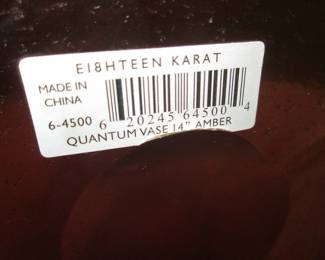 EI8HTEEN KARAT
MADE IN
CHINA
6-4500
6 20245 64500 4
QUANTUM VASE 14" AMBER